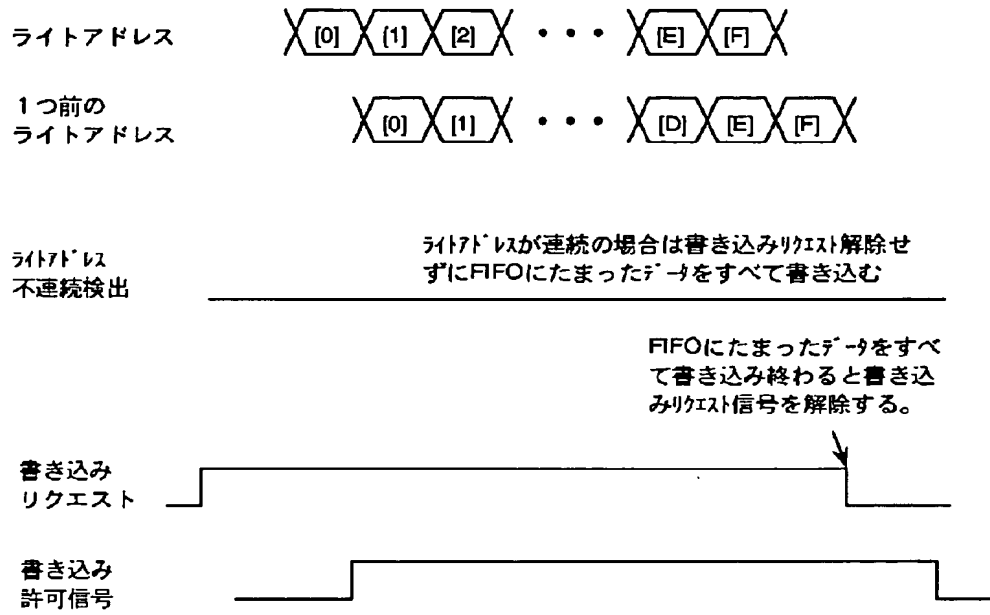 ライトアドレス [0] [1] [2] ・・・ [E] [F]
1つ前の
ライトアドレス [0] [1] ・・・ [D] [E] [F]
ﾗｲﾄｱﾄﾞﾚｽ
不連続検出
ﾗｲﾄｱﾄﾞﾚｽが連続の場合は書き込みﾘｸｴｽﾄ解除せ
ずにFIFOにたまったﾃﾞｰﾀをすべて書き込む
FIFOにたまったﾃﾞｰﾀをすべ
て書き込み終わると書き込
みﾘｸｴｽﾄ信号を解除する。
書き込み
リクエスト
書き込み
許可信号